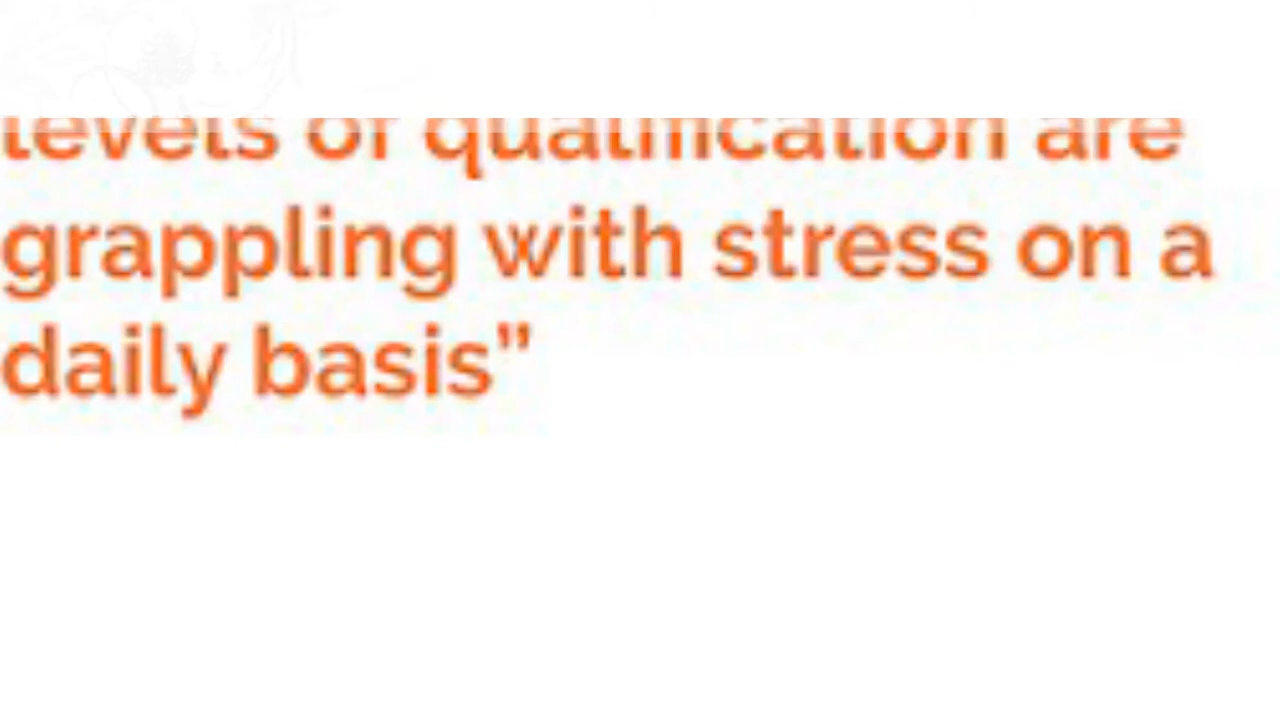 levels of qualification are
grappling with stress on a
daily basis”